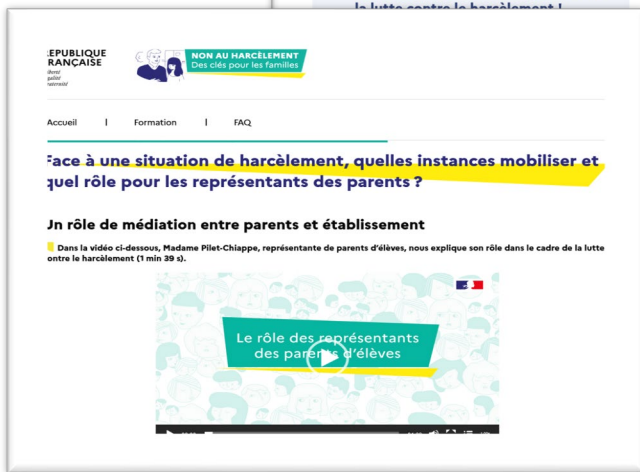 la lutte contre le harcèlement !
EPUBLIQUE
RANÇAISE
NON AU HARCÈLEMENT
Des clés pour les familles
Accueil | Formation | FAQ
Face à une situation de harcèlement, quelles instances mobiliser et
quel rôle pour les représentants des parents ?
Un rôle de médiation entre parents et établissement
Dans la vidéo ci-dessous, Madame Pilet-Chiappe, représentante de parents d'élèves, nous explique son rôle dans le cadre de la lutte
ontre le harcèlement (1 min 39 s).
Le rôle des représentants
des parents d'élèves